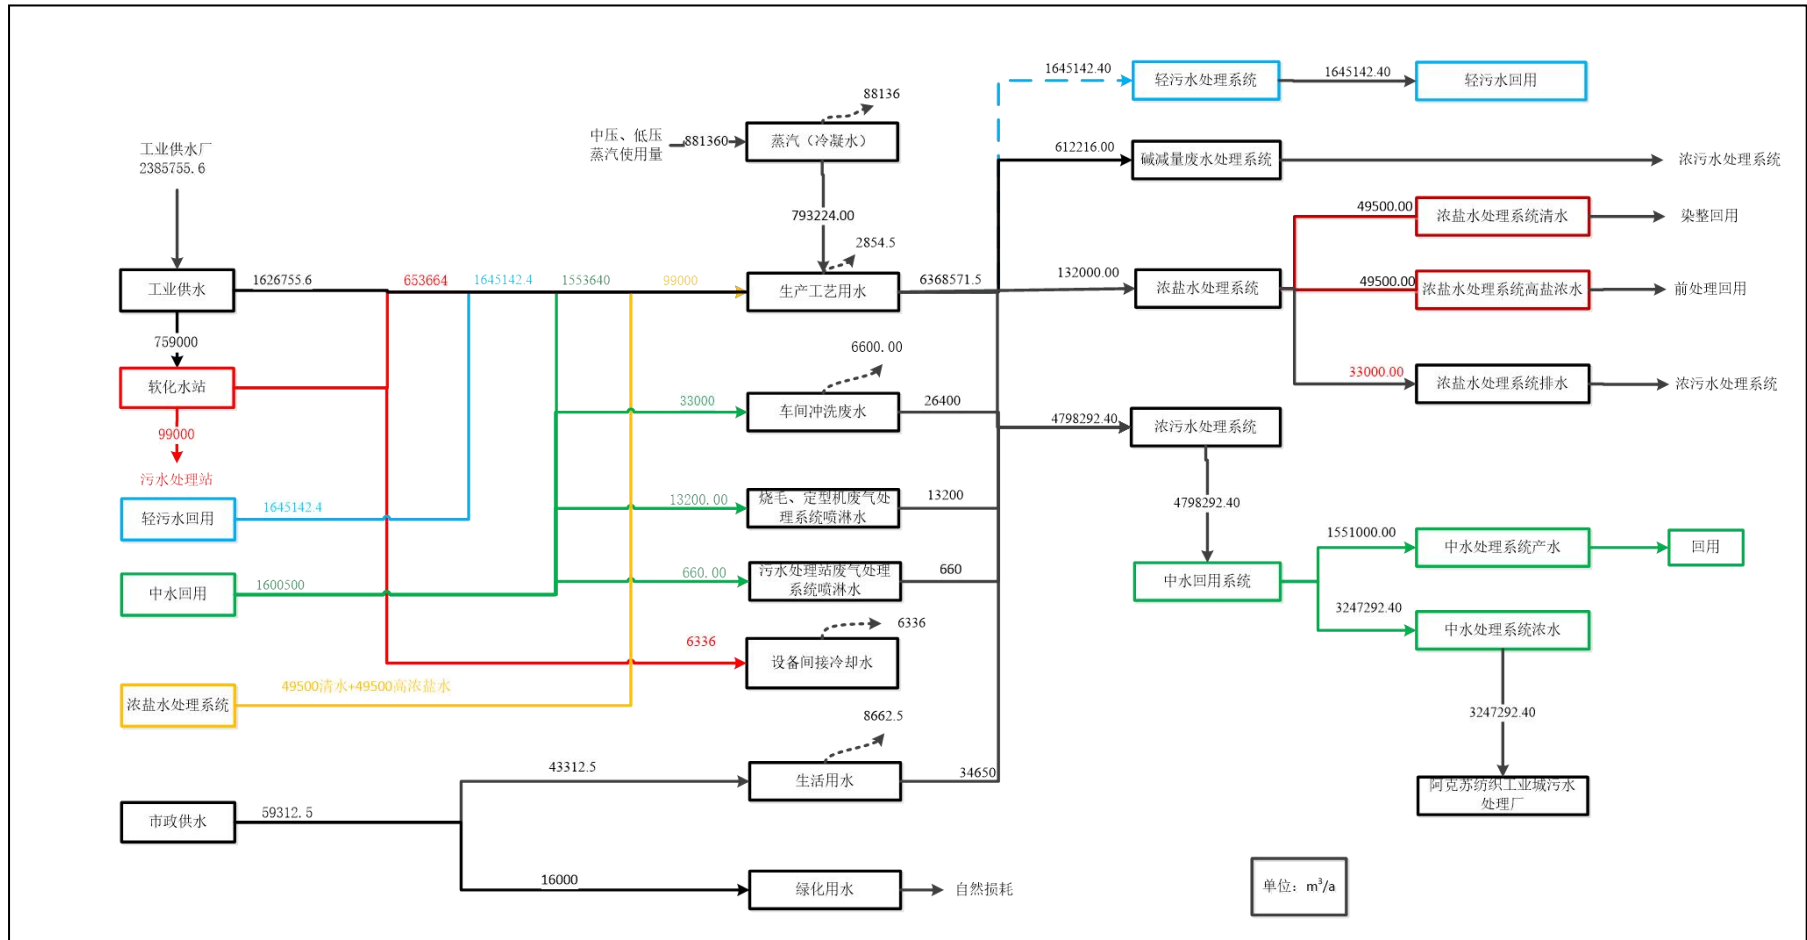 1645142.40
轻污水处理系统
1645142.40
轻污水回用
88136
中压、低压
蒸汽使用量
881360
蒸汽（冷凝水）
612216.00
碱减量废水处理系统
浓污水处理系统
工业供水厂
2385755.6
793224.00
49500.00
浓盐水处理系统清水
染整回用
2854.5
工业供水
1626755.6
653664
1645142.4
1553640
99000
生产工艺用水
6368571.5
132000.00
浓盐水处理系统
49500.00
浓盐水处理系统高盐浓水
前处理回用
759000
6600.00
软化水站
33000.00
浓盐水处理系统排水
浓污水处理系统
33000
车间冲洗废水
26400
4798292.40
浓污水处理系统
99000
污水处理站
轻污水回用
1645142.4
13200.00
烧毛、定型机废气处
理系统喷淋水
13200
4798292.40
1551000.00
中水处理系统产水
回用
中水回用
1600500
660.00
污水处理站废气处理
系统喷淋水
660
中水回用系统
3247292.40
中水处理系统浓水
6336
6336
设备间接冷却水
浓盐水处理系统
49500清水+49500高浓盐水
8662.5
3247292.40
43312.5
生活用水
34650
阿克苏纺织工业城污水
处理厂
市政供水
59312.5
16000
绿化用水
自然损耗
单位：m³/a